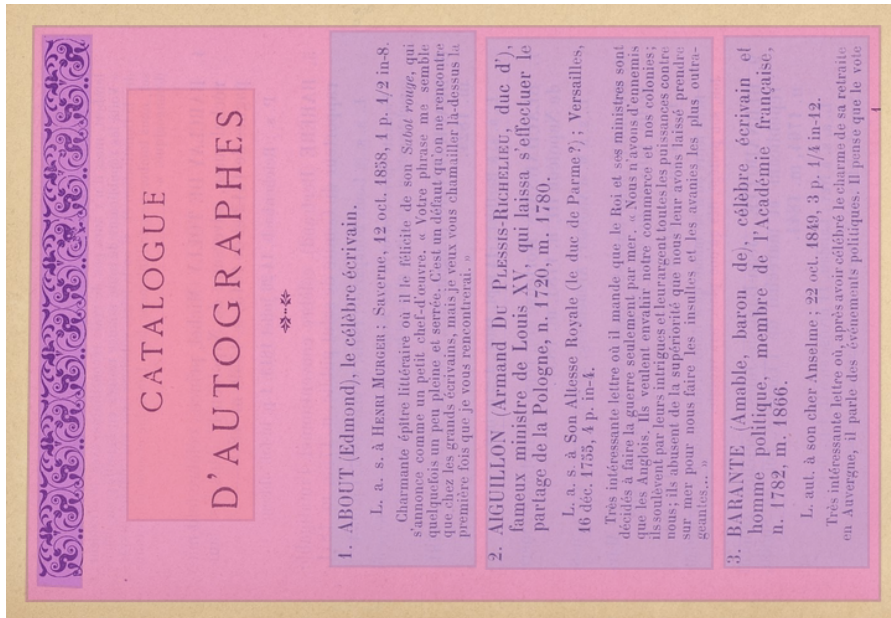 CATALOGUE
D'AUTOGRAPHES
1. ABOUT (Edmond), le célèbre écrivain.
L. a. s. à HENRI MURGER ; Saverne, 12 oct. 1858, 1 p. 1/2 in-8.
Charmante épître littéraire où il le félicite de son Sabot rouge, qui
s'annonce comme un petit chef-d'œuvre. « Votre phrase me semble
quelquefois un peu pleine et serrée. C'est un défaut qu'on ne rencontre
que chez les grands écrivains, mais je veux vous chamailler là-dessus la
première fois que je vous rencontrerai. »
2. AIGUILLON (Armand DU PLESSIS-RICHELIEU, duc d'),
fameux ministre de Louis XV, qui laissa s'effectuer le
partage de la Pologne, n. 1720, m. 1780.
L. a. s. à Son Altesse Royale (le duc de Parme ?) ; Versailles,
16 déc. 1755, 4 p. in-4.
Très intéressante lettre où il mande que le Roi et ses ministres sont
décidés à faire la guerre seulement par mer. « Nous n'avons d'ennemis
que les Anglois. Ils veulent envahir notre commerce et nos colonies ;
ils soulèvent par leurs intrigues et leur argent toutes les puissances contre
nous ; ils abusent de la supériorité que nous leur avons laissé prendre
sur mer pour nous faire les insultes et les avanies les plus outra-
geantes... »
3. BARANTE (Amable, baron de), célèbre écrivain et
homme politique, membre de l'Académie française,
n. 1782, m. 1866.
L. aut. à son cher Anselme ; 22 oct. 1849, 3 p. 1/4 in-12.
Très intéressante lettre où, après avoir célébré le charme de sa retraite
en Auvergne, il parle des événements politiques. Il pense que le vote
1